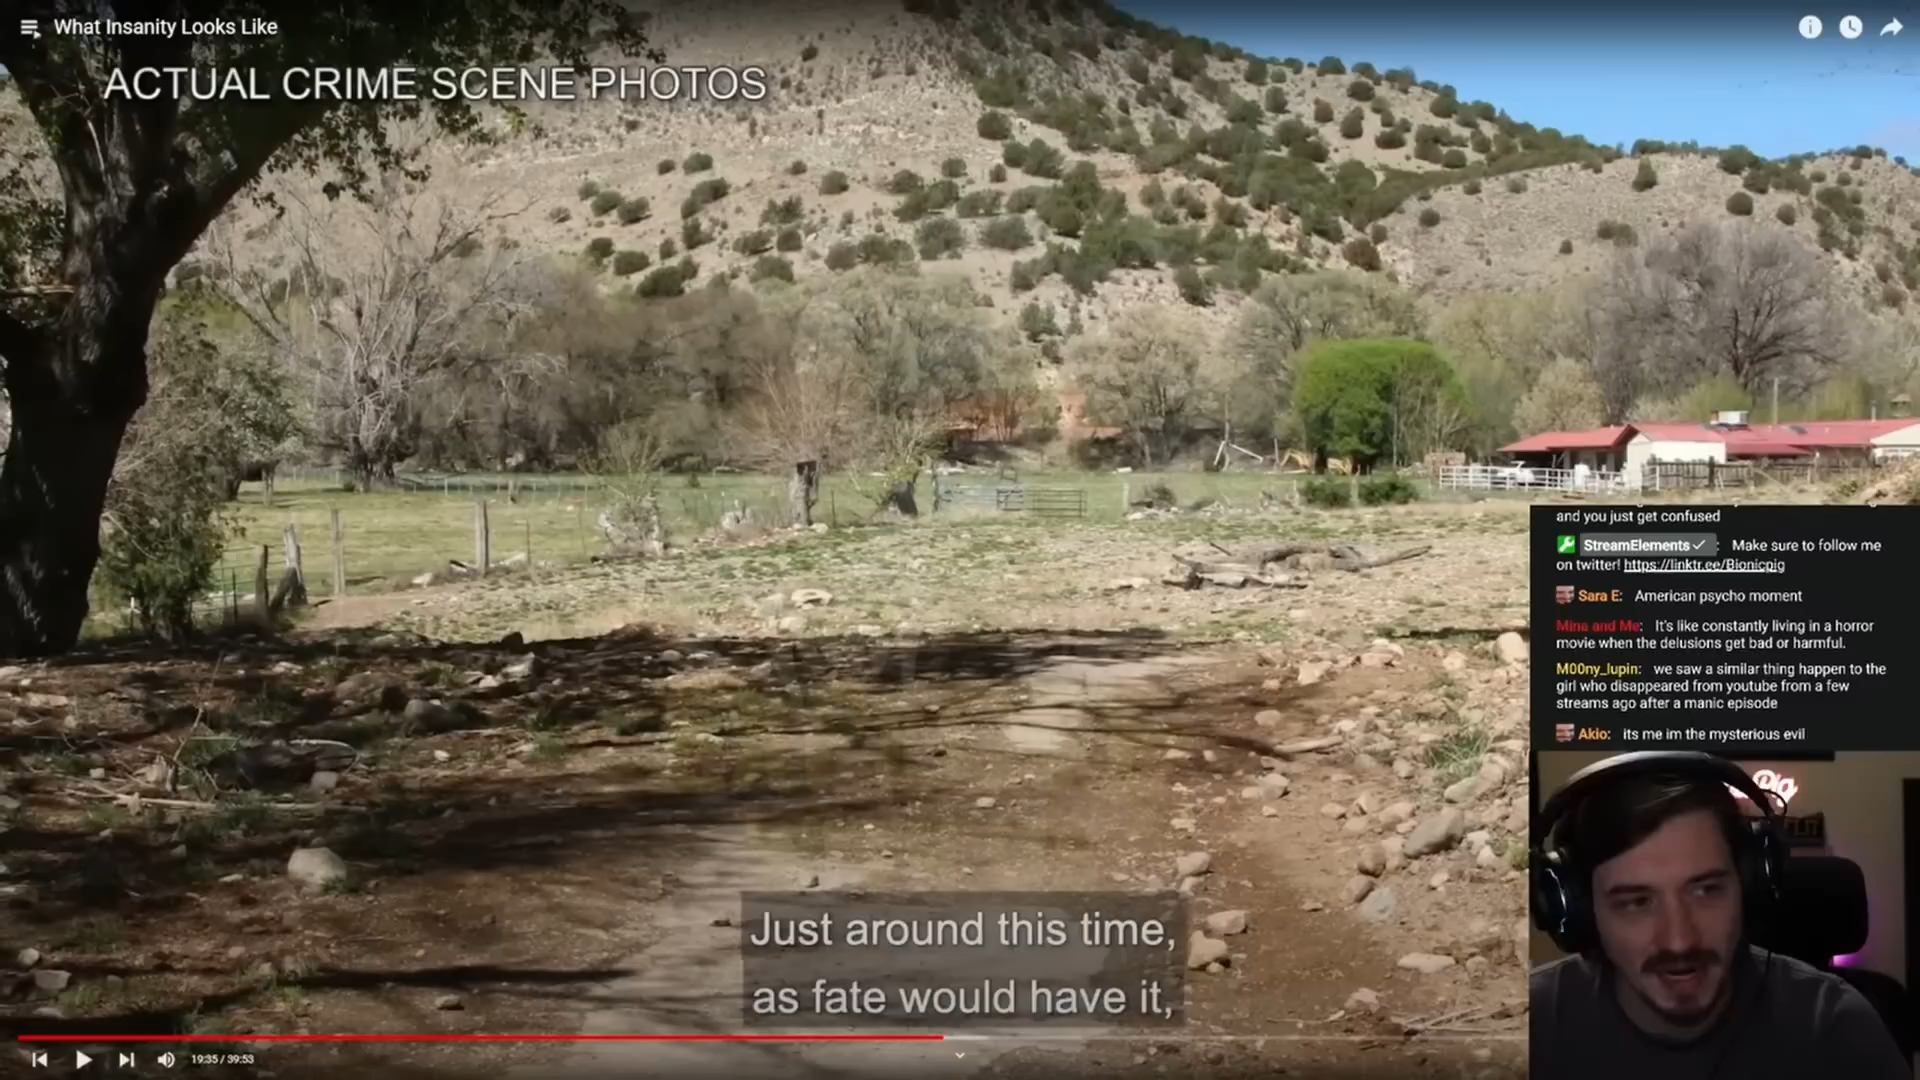 What Insanity Looks Like
ACTUAL CRIME SCENE PHOTOS
and you just get confused
StreamElements ✓ : Make sure to follow me
on twitter! https://linktr.ee/Bionicpig
Sara E: American psycho moment
Mina and Me: It's like constantly living in a horror
movie when the delusions get bad or harmful.
M00ny_lupin: we saw a similar thing happen to the
girl who disappeared from youtube from a few
streams ago after a manic episode
Akio: its me im the mysterious evil
Pig
Just around this time,
as fate would have it,
19:35 / 39:53